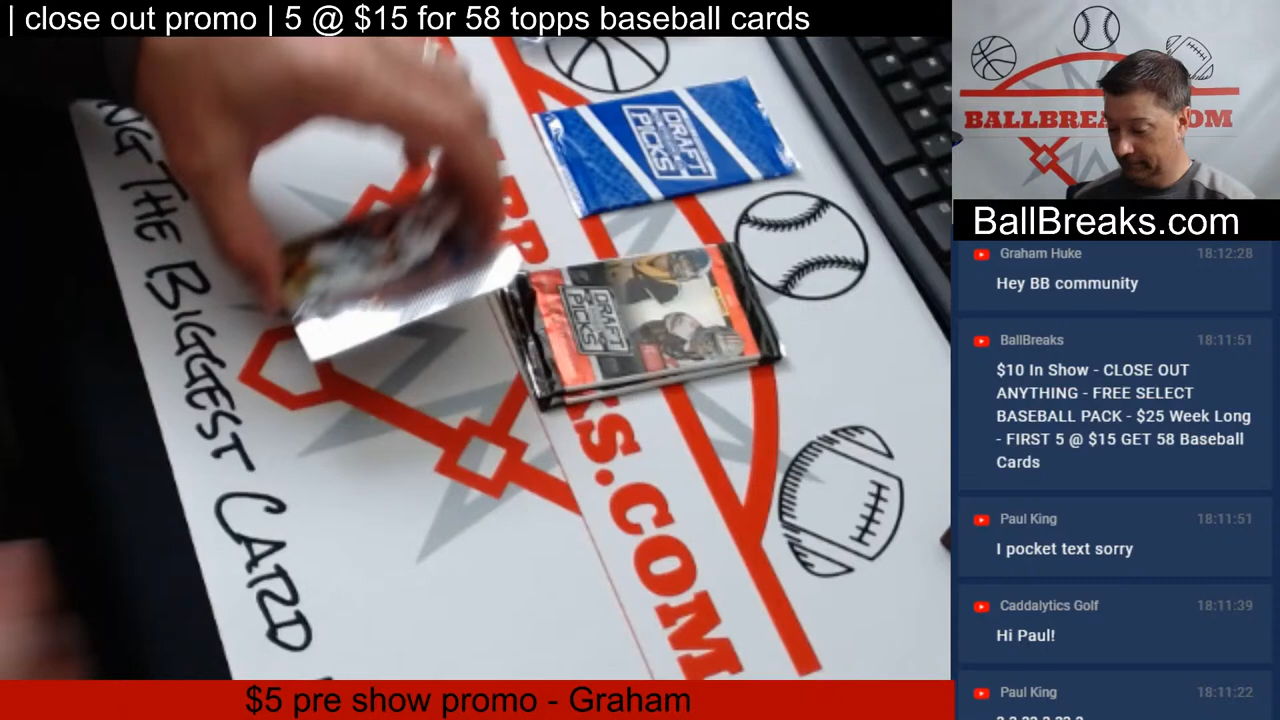 | close out promo | 5 @ $15 for 58 topps baseball cards
THE BIGGEST CARD
S.COM
DRAFT
PICKS
DRAFT
PICKS
BallBreaks.com
Graham Huke 18:12:28
Hey BB community
BallBreaks 18:11:51
$10 In Show - CLOSE OUT
ANYTHING - FREE SELECT
BASEBALL PACK - $25 Week Long
- FIRST 5 @ $15 GET 58 Baseball
Cards
Paul King 18:11:51
I pocket text sorry
Caddalytics Golf 18:11:39
Hi Paul!
Paul King 18:11:22
$5 pre show promo - Graham